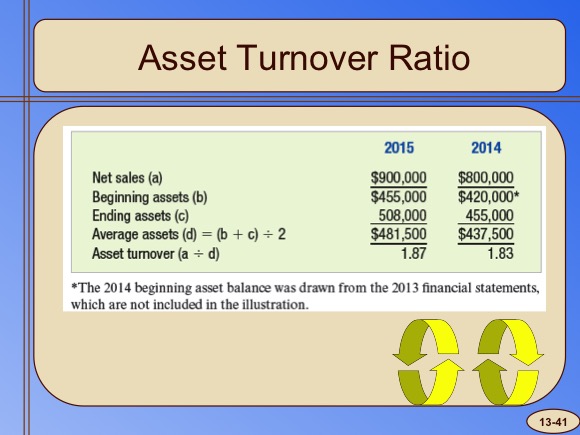 Asset Turnover Ratio
2015 2014
Net sales (a) $900,000 $800,000
Beginning assets (b) $455,000 $420,000*
Ending assets (c) 508,000 455,000
Average assets (d) = (b + c) ÷ 2 $481,500 $437,500
Asset turnover (a ÷ d) 1.87 1.83
*The 2014 beginning asset balance was drawn from the 2013 financial statements,
which are not included in the illustration.
13-41